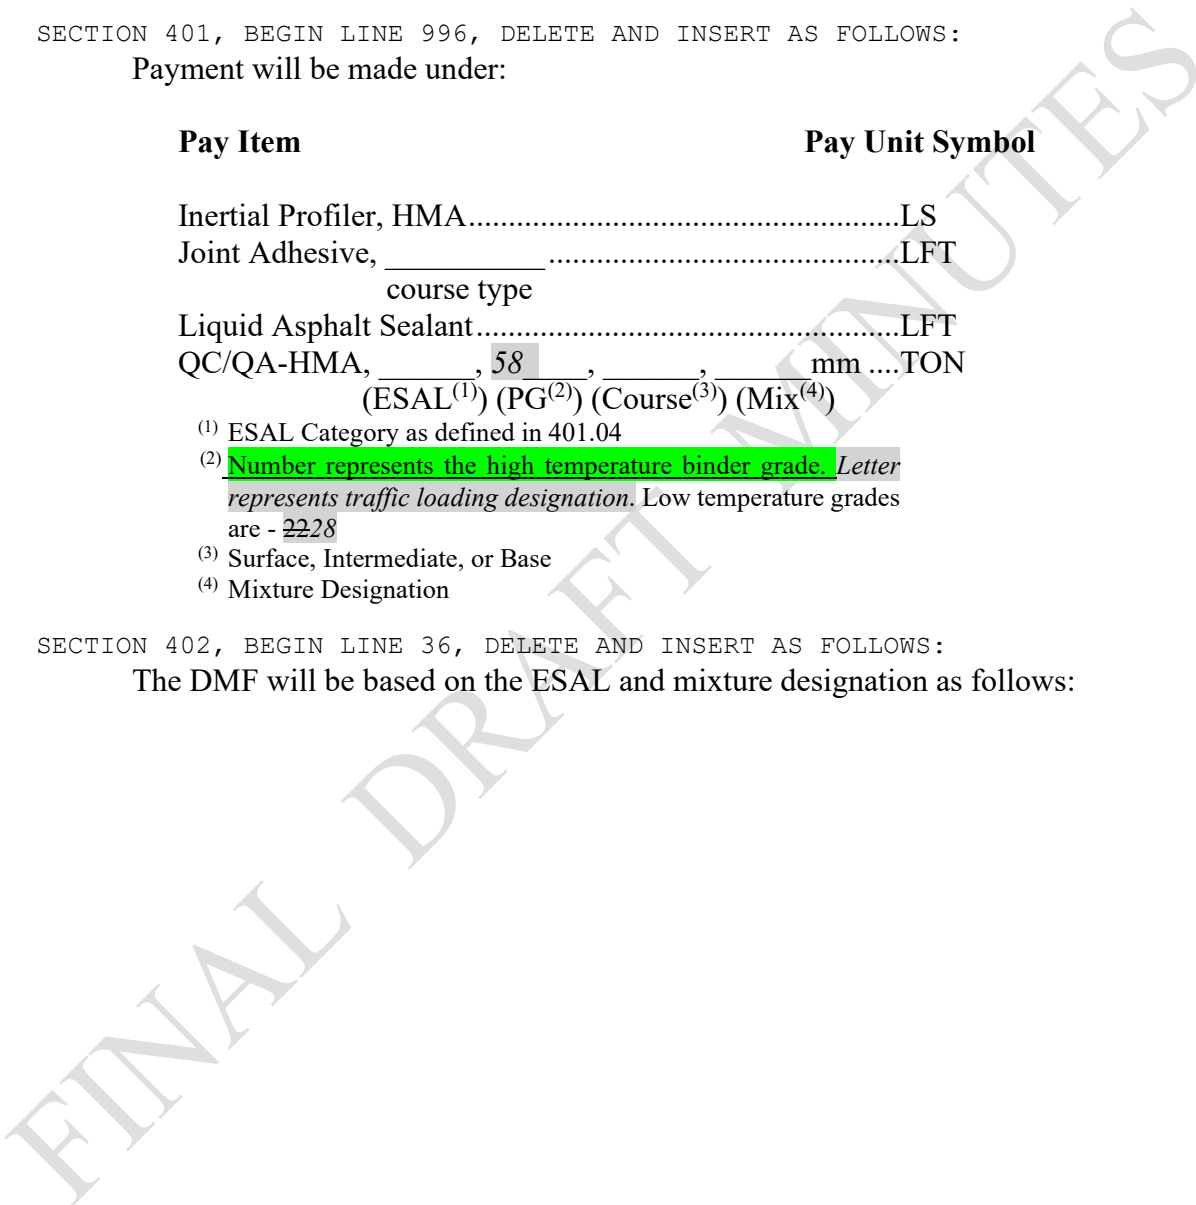 SECTION 401, BEGIN LINE 996, DELETE AND INSERT AS FOLLOWS:
Payment will be made under:
Pay Item Pay Unit Symbol
Inertial Profiler, HMA......................................................LS
Joint Adhesive, __________ ............................................LFT
course type
Liquid Asphalt Sealant.....................................................LFT
QC/QA-HMA, ______, 58____, ______, ______mm ....TON
(ESAL(1)) (PG(2)) (Course(3)) (Mix(4))
(1) ESAL Category as defined in 401.04
(2) Number represents the high temperature binder grade. Letter
represents traffic loading designation. Low temperature grades
are - 2228
(3) Surface, Intermediate, or Base
(4) Mixture Designation
SECTION 402, BEGIN LINE 36, DELETE AND INSERT AS FOLLOWS:
The DMF will be based on the ESAL and mixture designation as follows:
FINAL DRAFT MINUTES